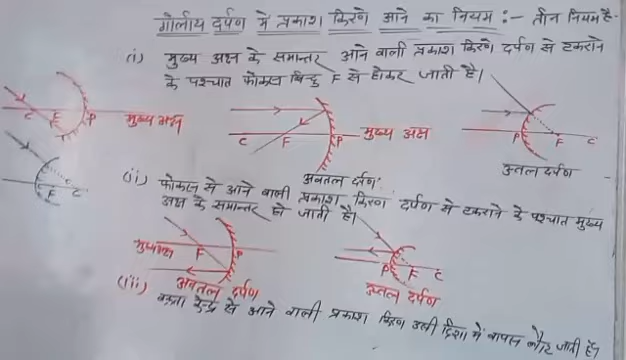 गोलीय दर्पण मे प्रकाश किरणे आने का नियम :- तीन नियम है-
(i) मुख्य अक्ष के समान्तर आने वाली प्रकाश किरणे दर्पण से टकराने
के पश्चात फोकस बिन्दु F से होकर जाती है।
C F P मुख्य अक्ष
C F P मुख्य अक्ष
P F C
अवतल दर्पण
उत्तल दर्पण
F C
(ii) फोकस से आने वाली प्रकाश किरण दर्पण से टकराने के पश्चात मुख्य
अक्ष के समान्तर हो जाती है।
मुख्यअक्ष F P
P F C
अवतल दर्पण
उत्तल दर्पण
(iii) वक्रता केन्द्र से आने वाली प्रकाश किरण उसी दिशा में वापस लौट जाती है।